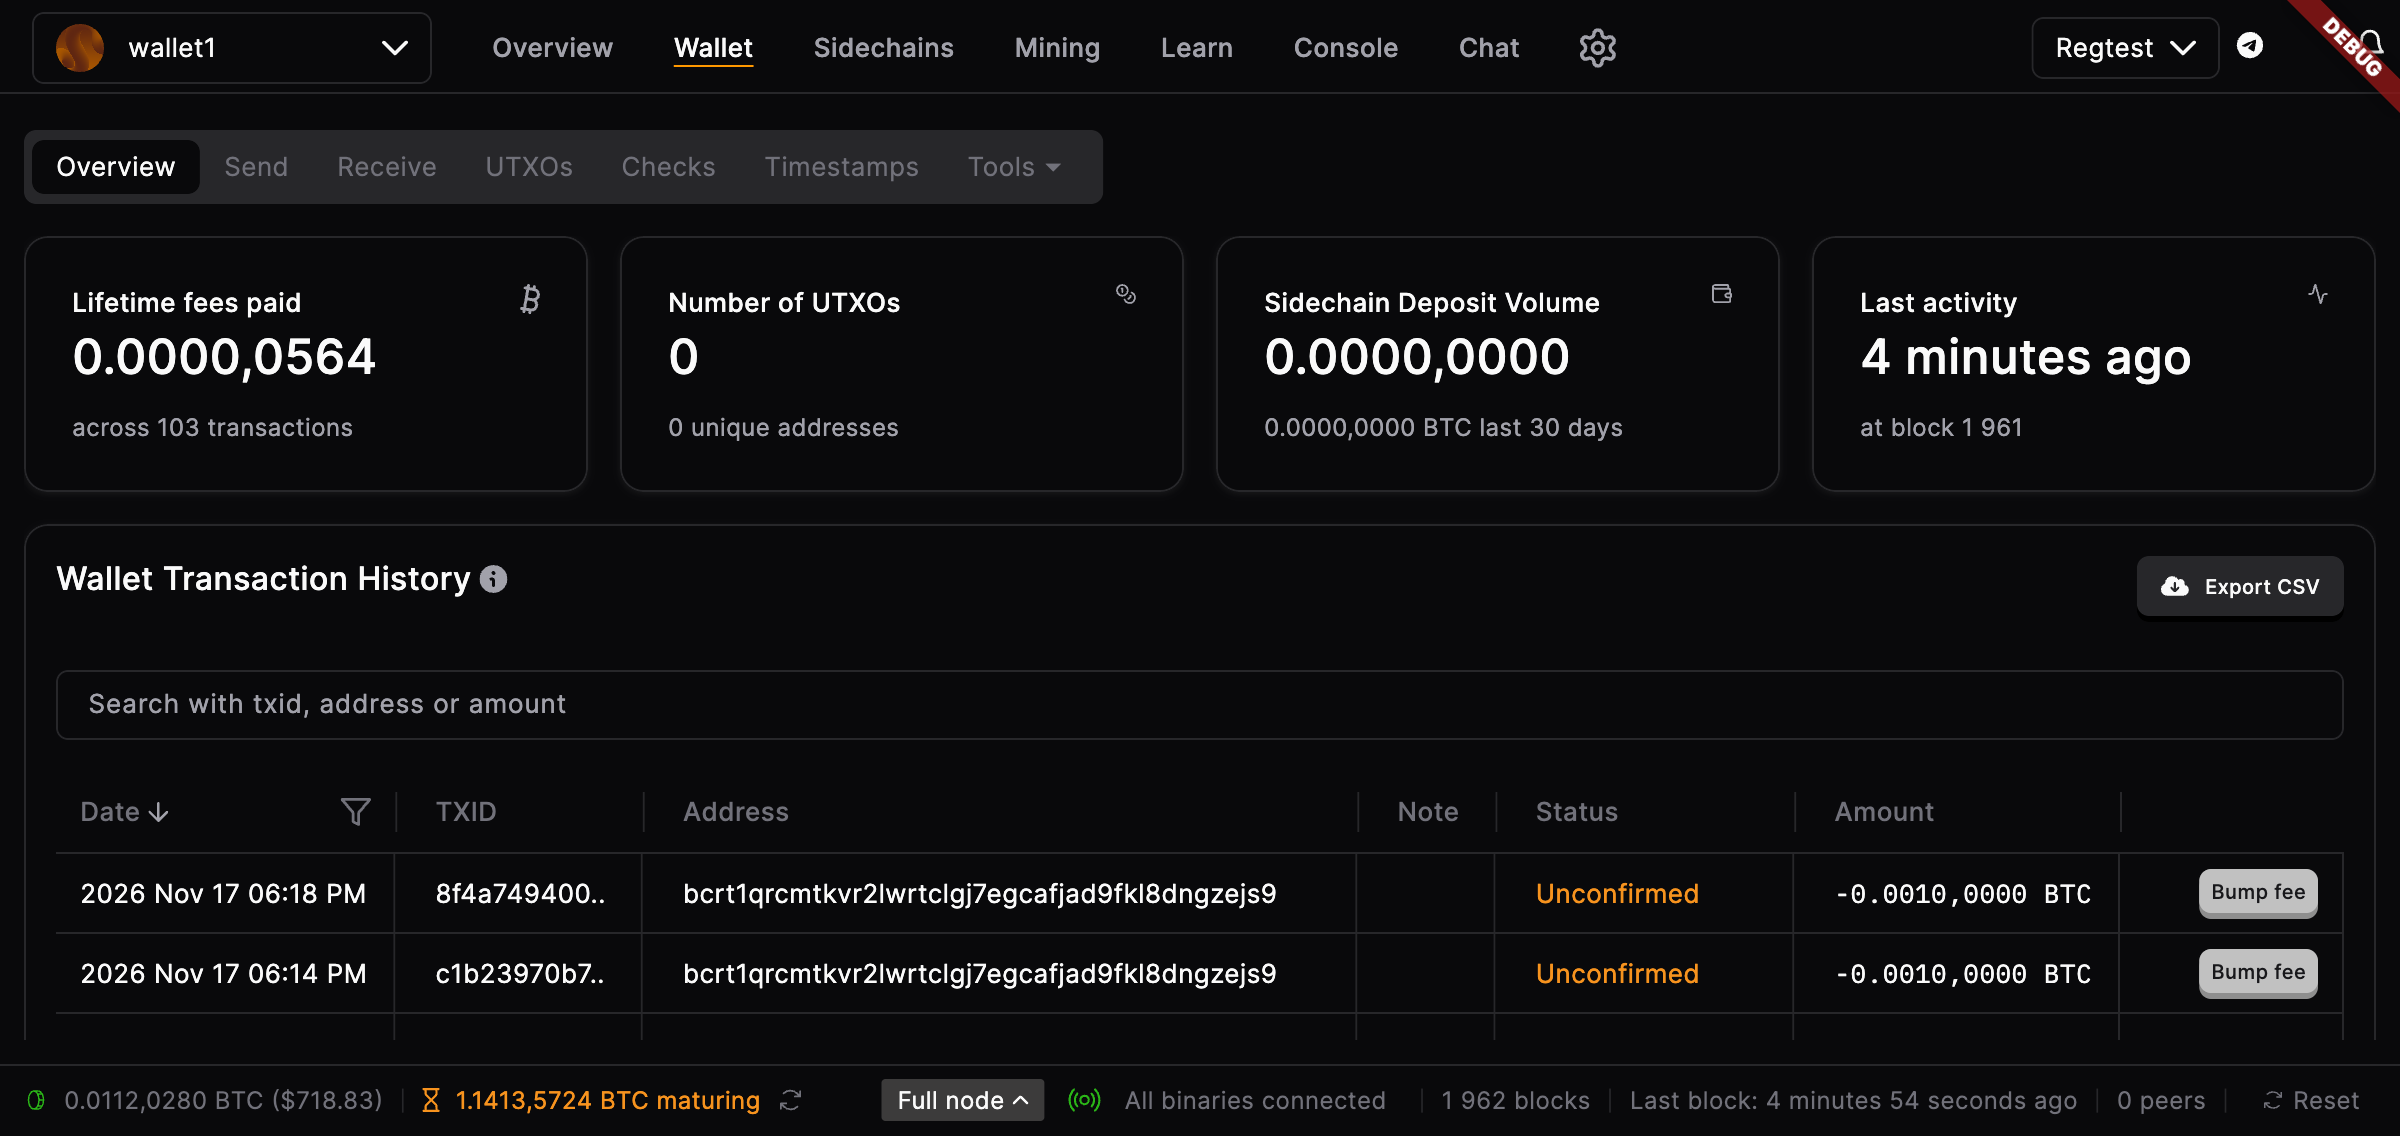 wallet1
Overview
Wallet
Sidechains
Mining
Learn
Console
Chat
Regtest
DEBUG
Overview
Send
Receive
UTXOs
Checks
Timestamps
Tools
Lifetime fees paid
0.0000,0564
across 103 transactions
Number of UTXOs
0
0 unique addresses
Sidechain Deposit Volume
0.0000,0000
0.0000,0000 BTC last 30 days
Last activity
4 minutes ago
at block 1 961
Wallet Transaction History
Export CSV
Search with txid, address or amount
Date TXID Address Note Status Amount
2026 Nov 17 06:18 PM 8f4a749400.. bcrt1qrcmtkvr2lwrtclgj7egcafjad9fkl8dngzejs9 Unconfirmed -0.0010,0000 BTC Bump fee
2026 Nov 17 06:14 PM c1b23970b7.. bcrt1qrcmtkvr2lwrtclgj7egcafjad9fkl8dngzejs9 Unconfirmed -0.0010,0000 BTC Bump fee
0.0112,0280 BTC ($718.83)
1.1413,5724 BTC maturing
Full node
All binaries connected
1 962 blocks
Last block: 4 minutes 54 seconds ago
0 peers
Reset